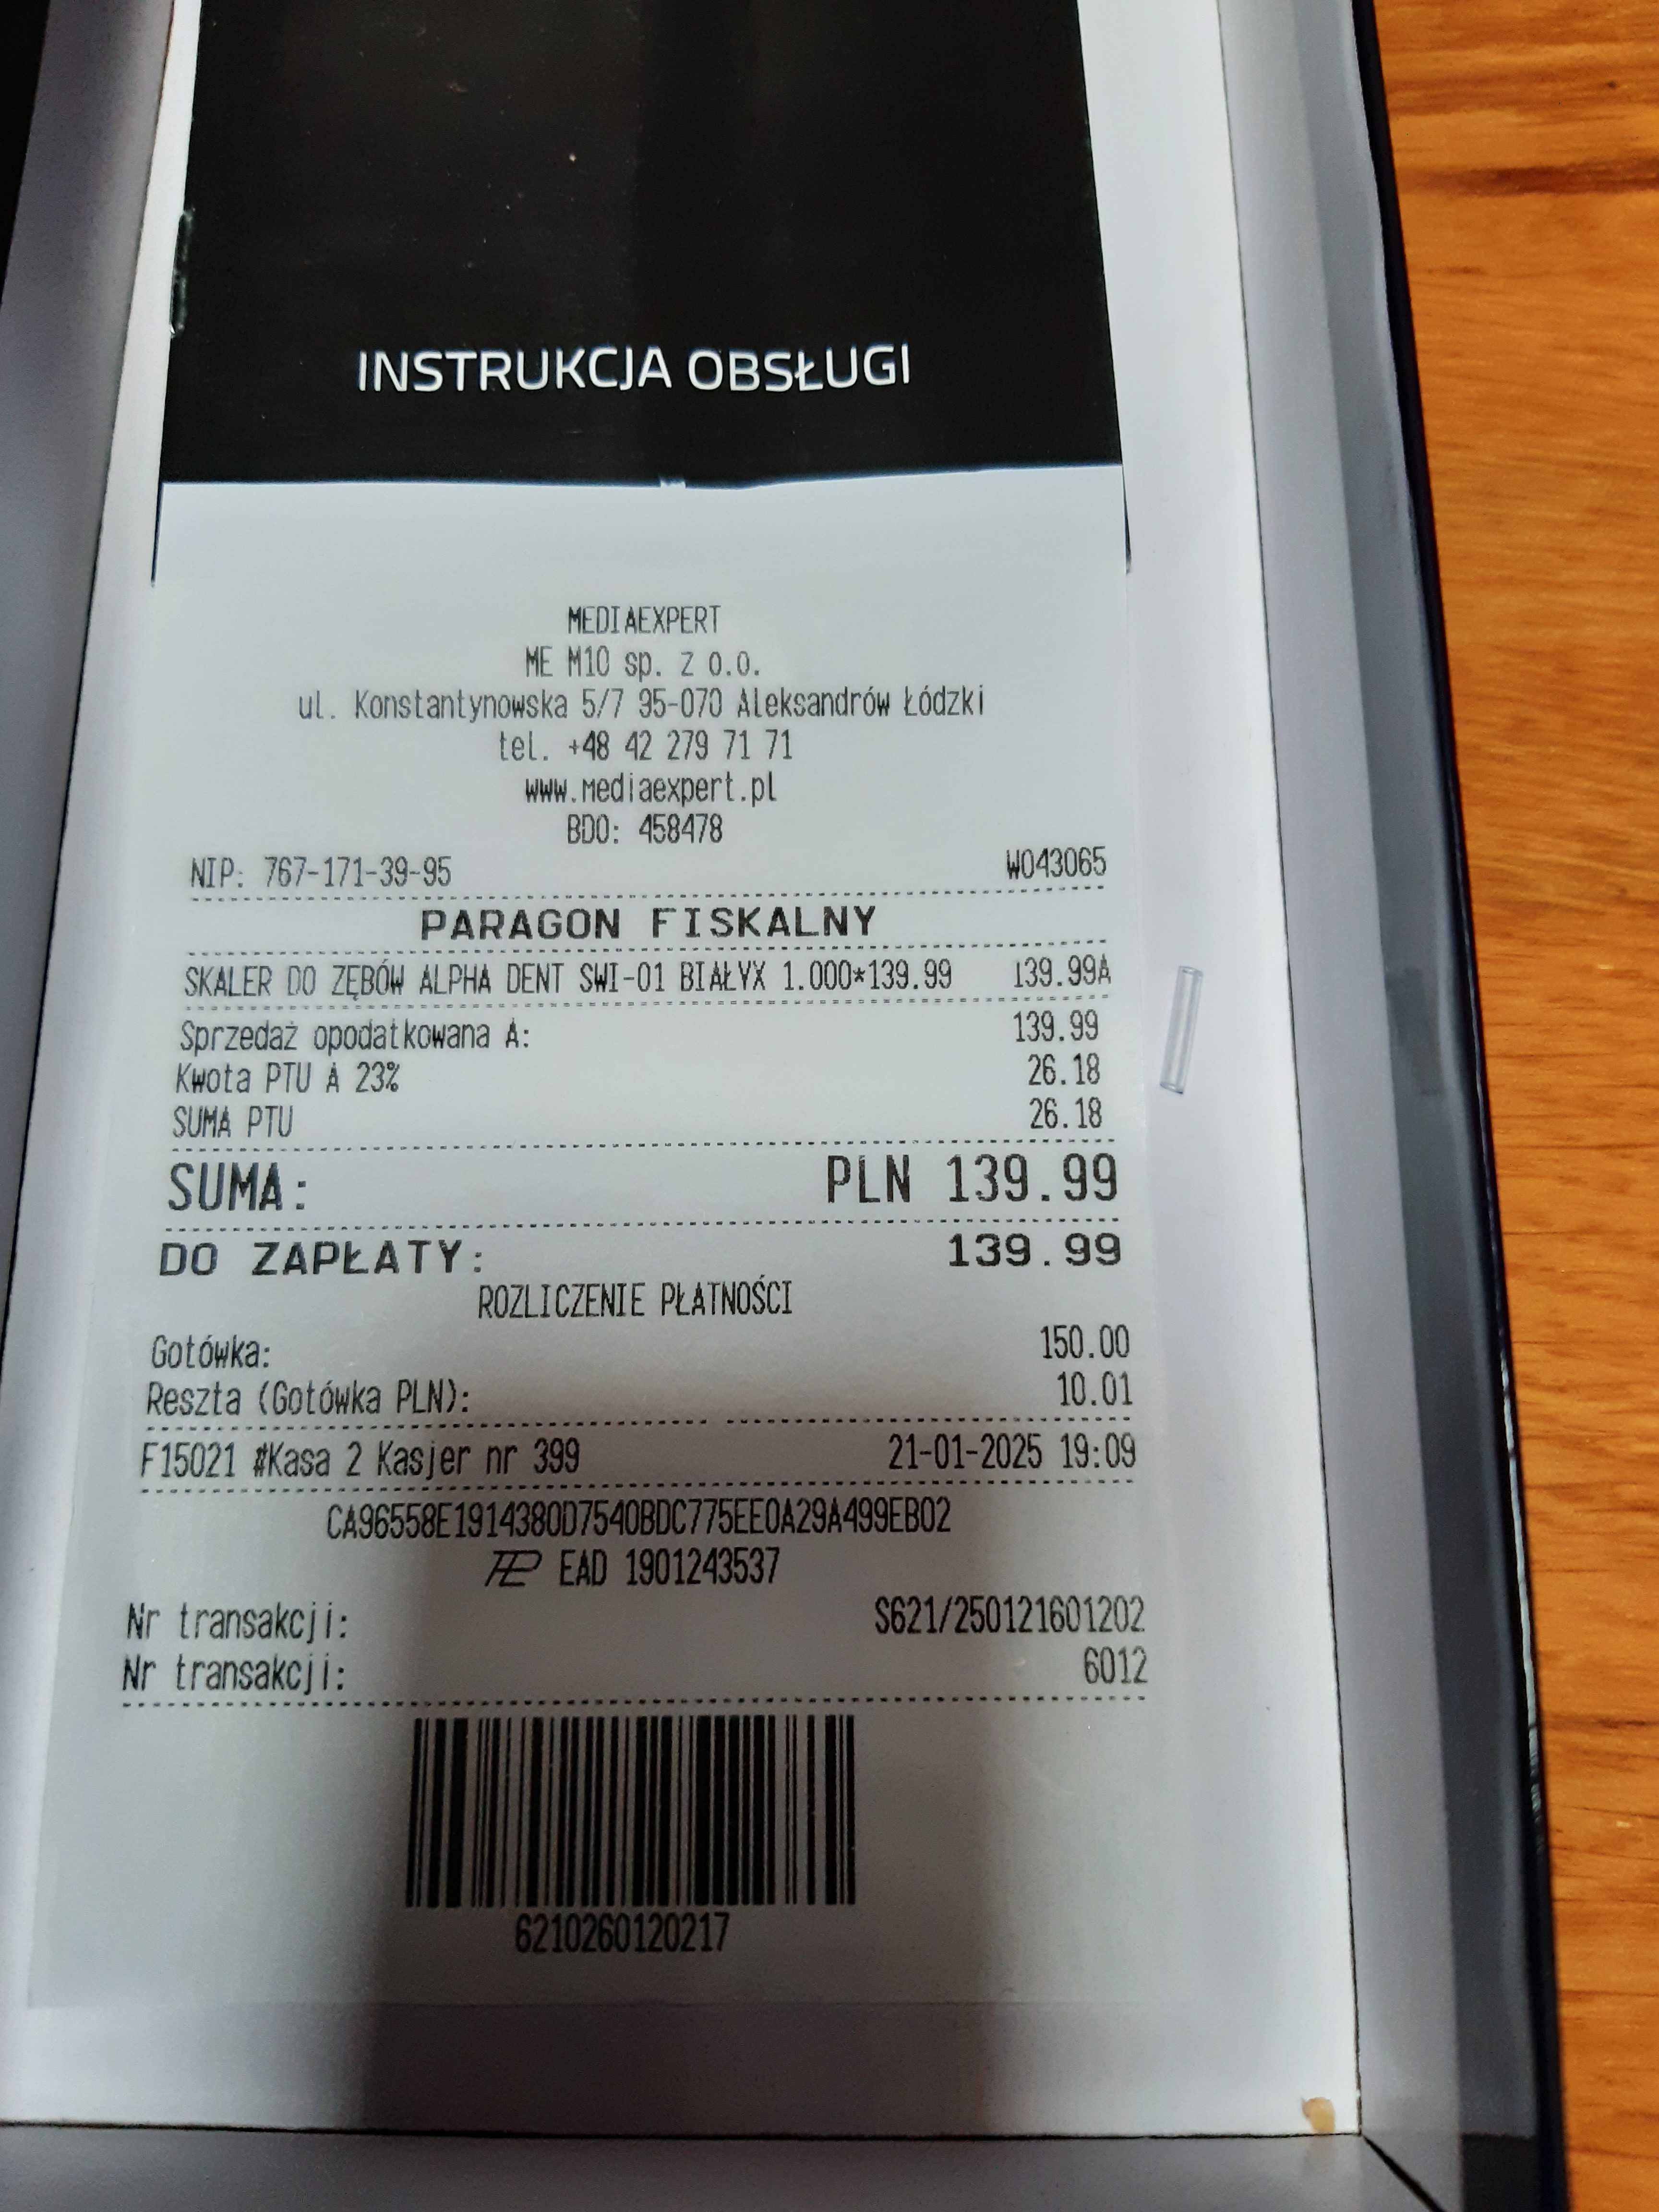 INSTRUKCJA OBSŁUGI
MEDIAEXPERT
ME M10 sp. z o.o.
ul. Konstantynowska 5/7 95-070 Aleksandrów Łódzki
tel. +48 42 279 71 71
www.mediaexpert.pl
BDO: 458478
NIP: 767-171-39-95 W043065
PARAGON FISKALNY
SKALER DO ZĘBÓW ALPHA DENT SWI-01 BIAŁYX 1.000*139.99 139.99A
Sprzedaż opodatkowana A: 139.99
Kwota PTU A 23% 26.18
SUMA PTU 26.18
SUMA: PLN 139.99
DO ZAPŁATY: 139.99
ROZLICZENIE PŁATNOŚCI
Gotówka: 150.00
Reszta (Gotówka PLN): 10.01
F15021 #Kasa 2 Kasjer nr 399 21-01-2025 19:09
CA96558E1914380D7540BDC775EE0A29A499EB02
EAD 1901243537
Nr transakcji: S621/250121601202
Nr transakcji: 6012
6210260120217